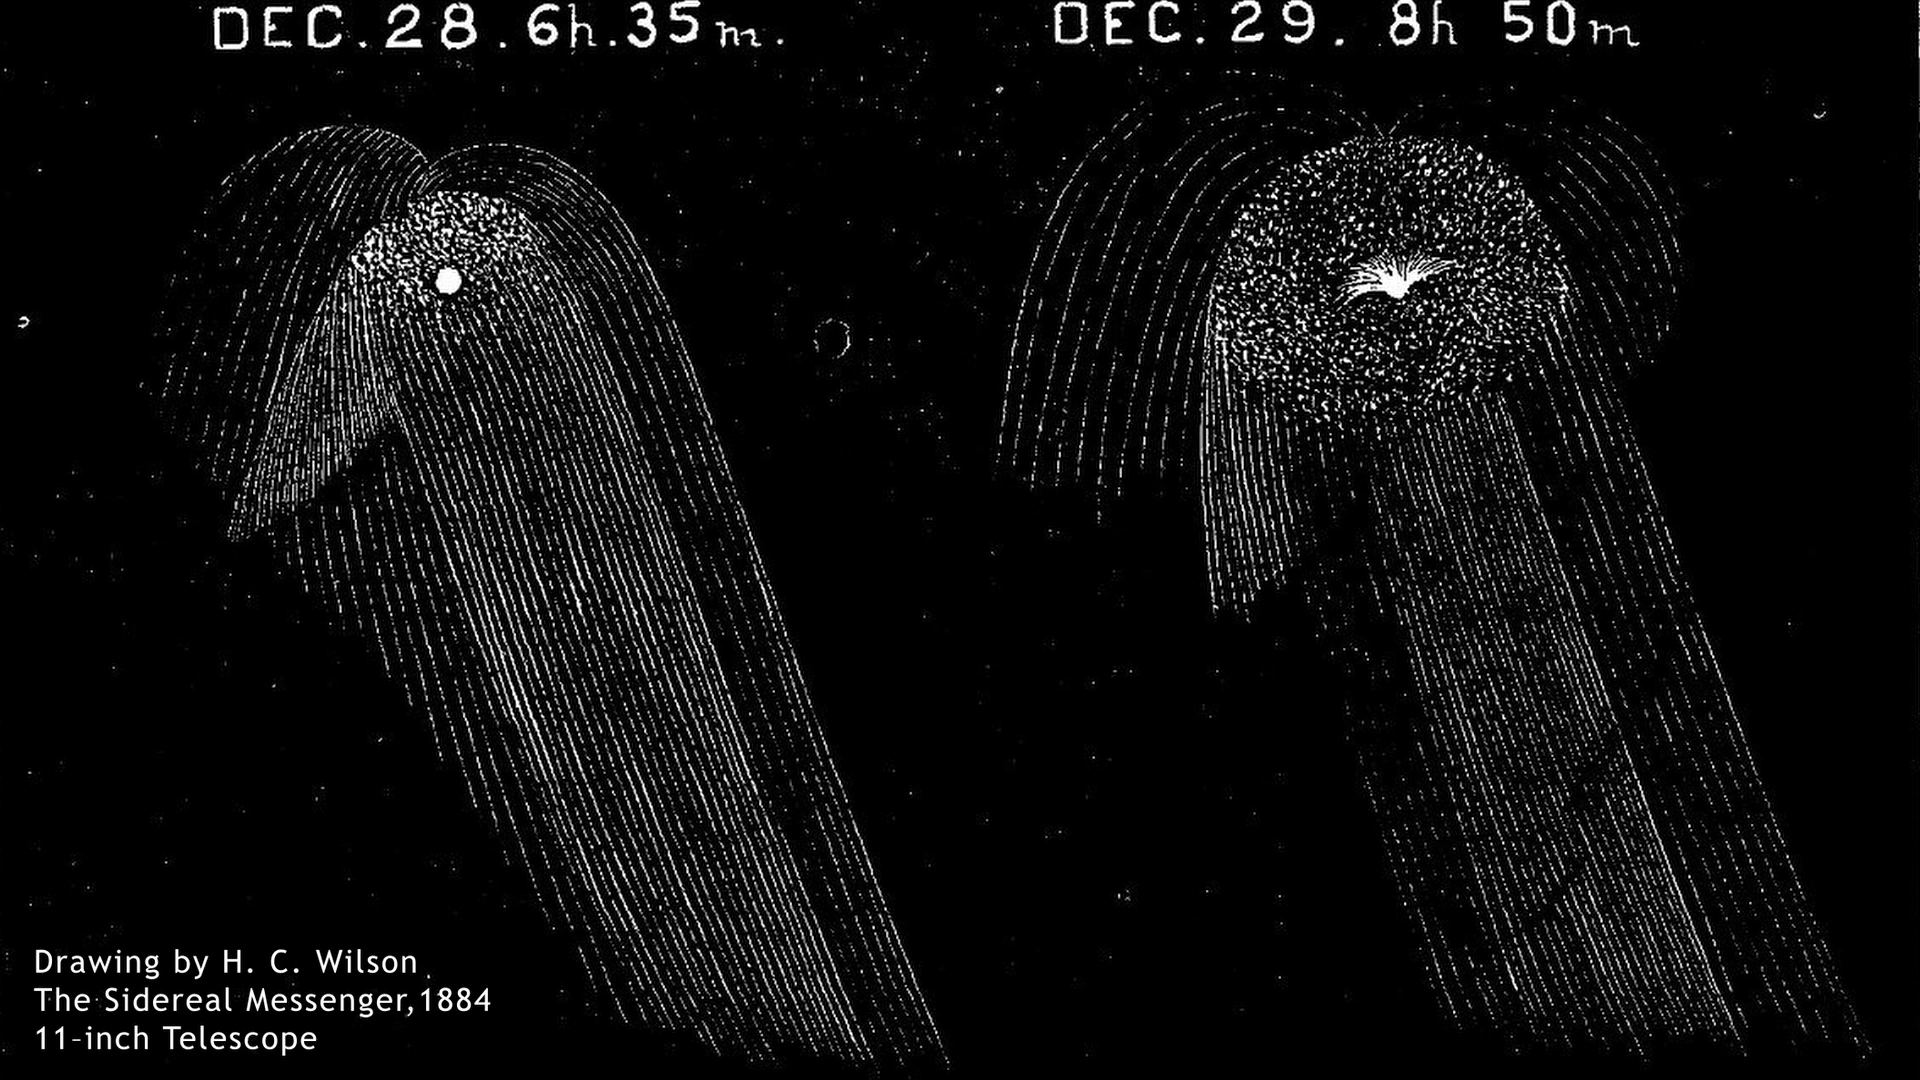 DEC.28.6h.35m.
DEC.29. 8h 50m
Drawing by H. C. Wilson
The Sidereal Messenger,1884
11-inch Telescope